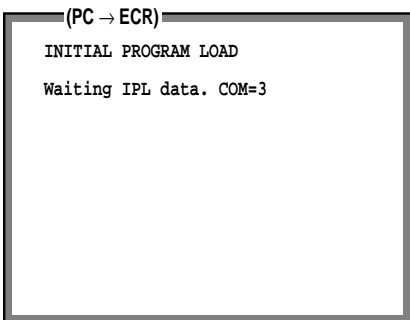 (PC → ECR)
INITIAL PROGRAM LOAD
Waiting IPL data. COM=3